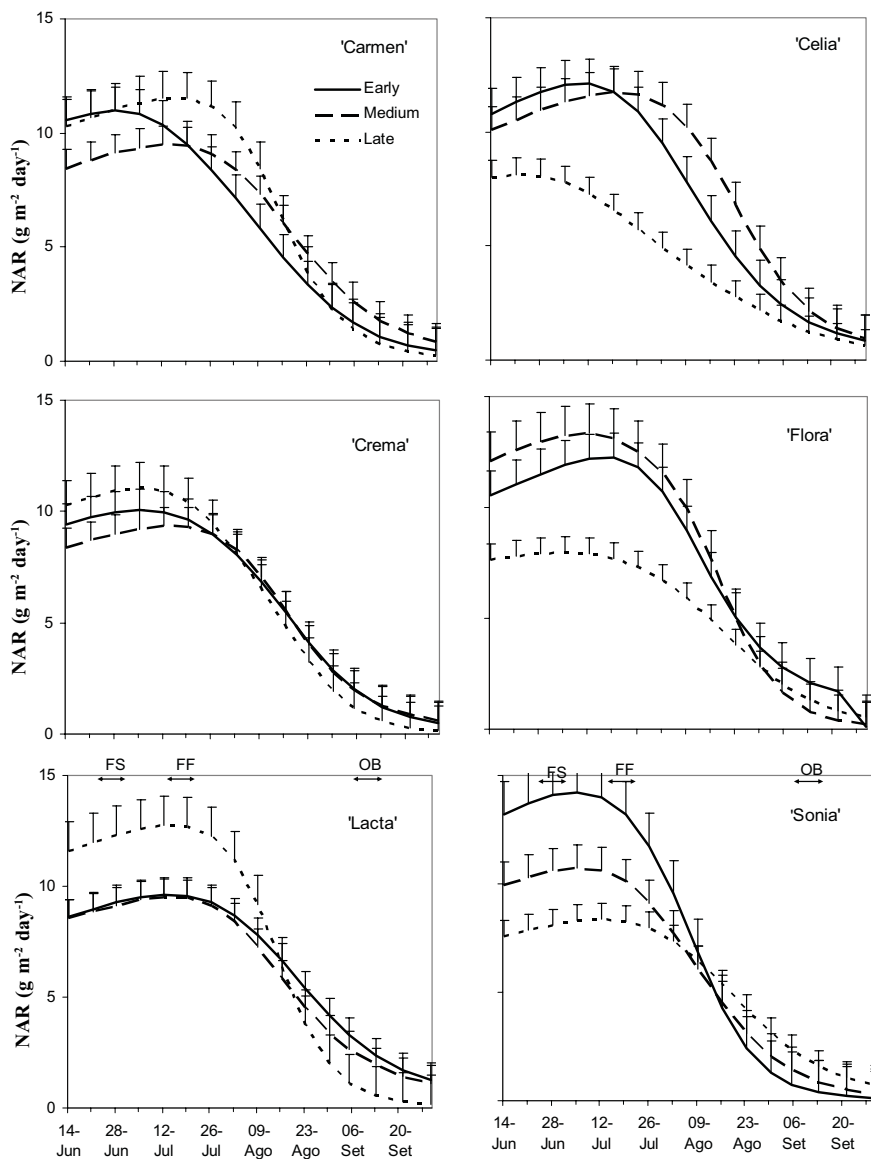 15
10
5
0
NAR (g m⁻² day⁻¹)
'Carmen'
Early
Medium
Late
'Celia'
15
10
5
0
NAR (g m⁻² day⁻¹)
'Crema'
'Flora'
15
10
5
0
NAR (g m⁻² day⁻¹)
FS FF OB
'Lacta'
FS FF OB
'Sonia'
14- 28- 12- 26- 09- 23- 06- 20-
Jun Jun Jul Jul Ago Ago Set Set
14- 28- 12- 26- 09- 23- 06- 20-
Jun Jun Jul Jul Ago Ago Set Set